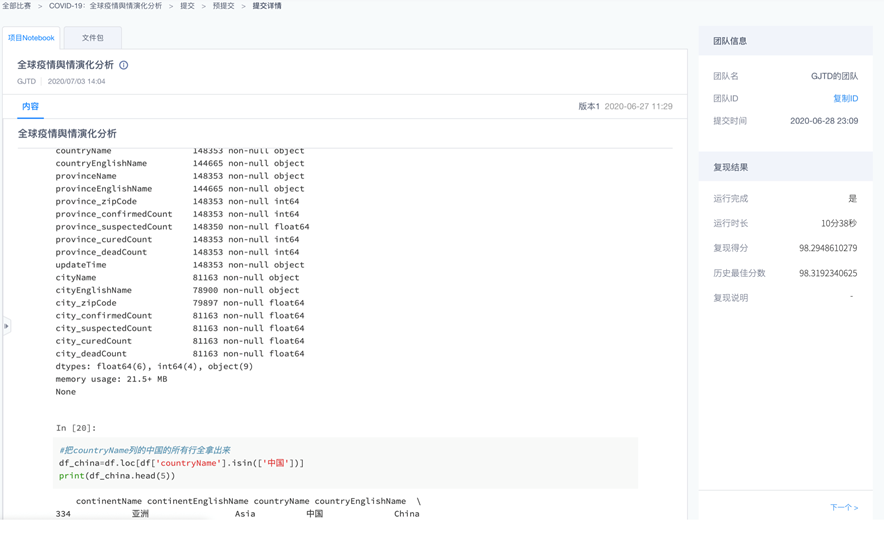 全部比赛 > COVID-19: 全球疫情舆情演化分析 > 提交 > 预提交 > 提交详情
项目Notebook 文件包
全球疫情舆情演化分析
GJTD 2020/07/03 14:04
内容 版本1 2020-06-27 11:29
全球疫情舆情演化分析
countryName 148353 non-null object
countryEnglishName 144665 non-null object
provinceName 148353 non-null object
provinceEnglishName 144665 non-null object
province_zipCode 148353 non-null int64
province_confirmedCount 148353 non-null int64
province_suspectedCount 148350 non-null float64
province_curedCount 148353 non-null int64
province_deadCount 148353 non-null int64
updateTime 148353 non-null object
cityName 81163 non-null object
cityEnglishName 78900 non-null object
city_zipCode 79897 non-null float64
city_confirmedCount 81163 non-null float64
city_suspectedCount 81163 non-null float64
city_curedCount 81163 non-null float64
city_deadCount 81163 non-null float64
dtypes: float64(6), int64(4), object(9)
memory usage: 21.5+ MB
None
In [20]:
#把countryName列的中国的所有行全拿出来
df_china=df.loc[df['countryName'].isin(['中国'])]
print(df_china.head(5))
continentName continentEnglishName countryName countryEnglishName \
334 亚洲 Asia 中国 China
团队信息
团队名 GJTD的团队
团队ID 复制ID
提交时间 2020-06-28 23:09
复现结果
运行完成 是
运行时长 10分38秒
复现得分 98.2948610279
历史最佳分数 98.3192340625
复现说明 -
下一个 >